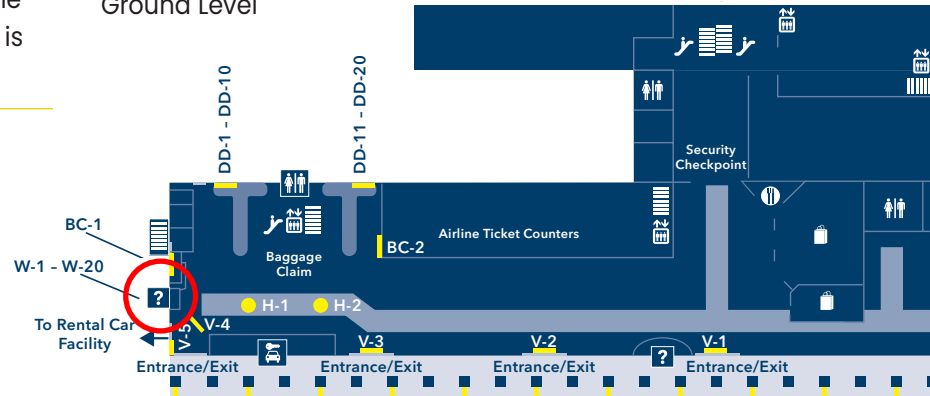 Ground Level
is
DD-1 – DD-10
DD-11 – DD-20
Security
Checkpoint
BC-1
BC-2
Airline Ticket Counters
Baggage
Claim
W-1 – W-20
?
H-1
H-2
To Rental Car
Facility
V-5
V-4
V-3
V-2
?
V-1
Entrance/Exit
Entrance/Exit
Entrance/Exit
Entrance/Exit